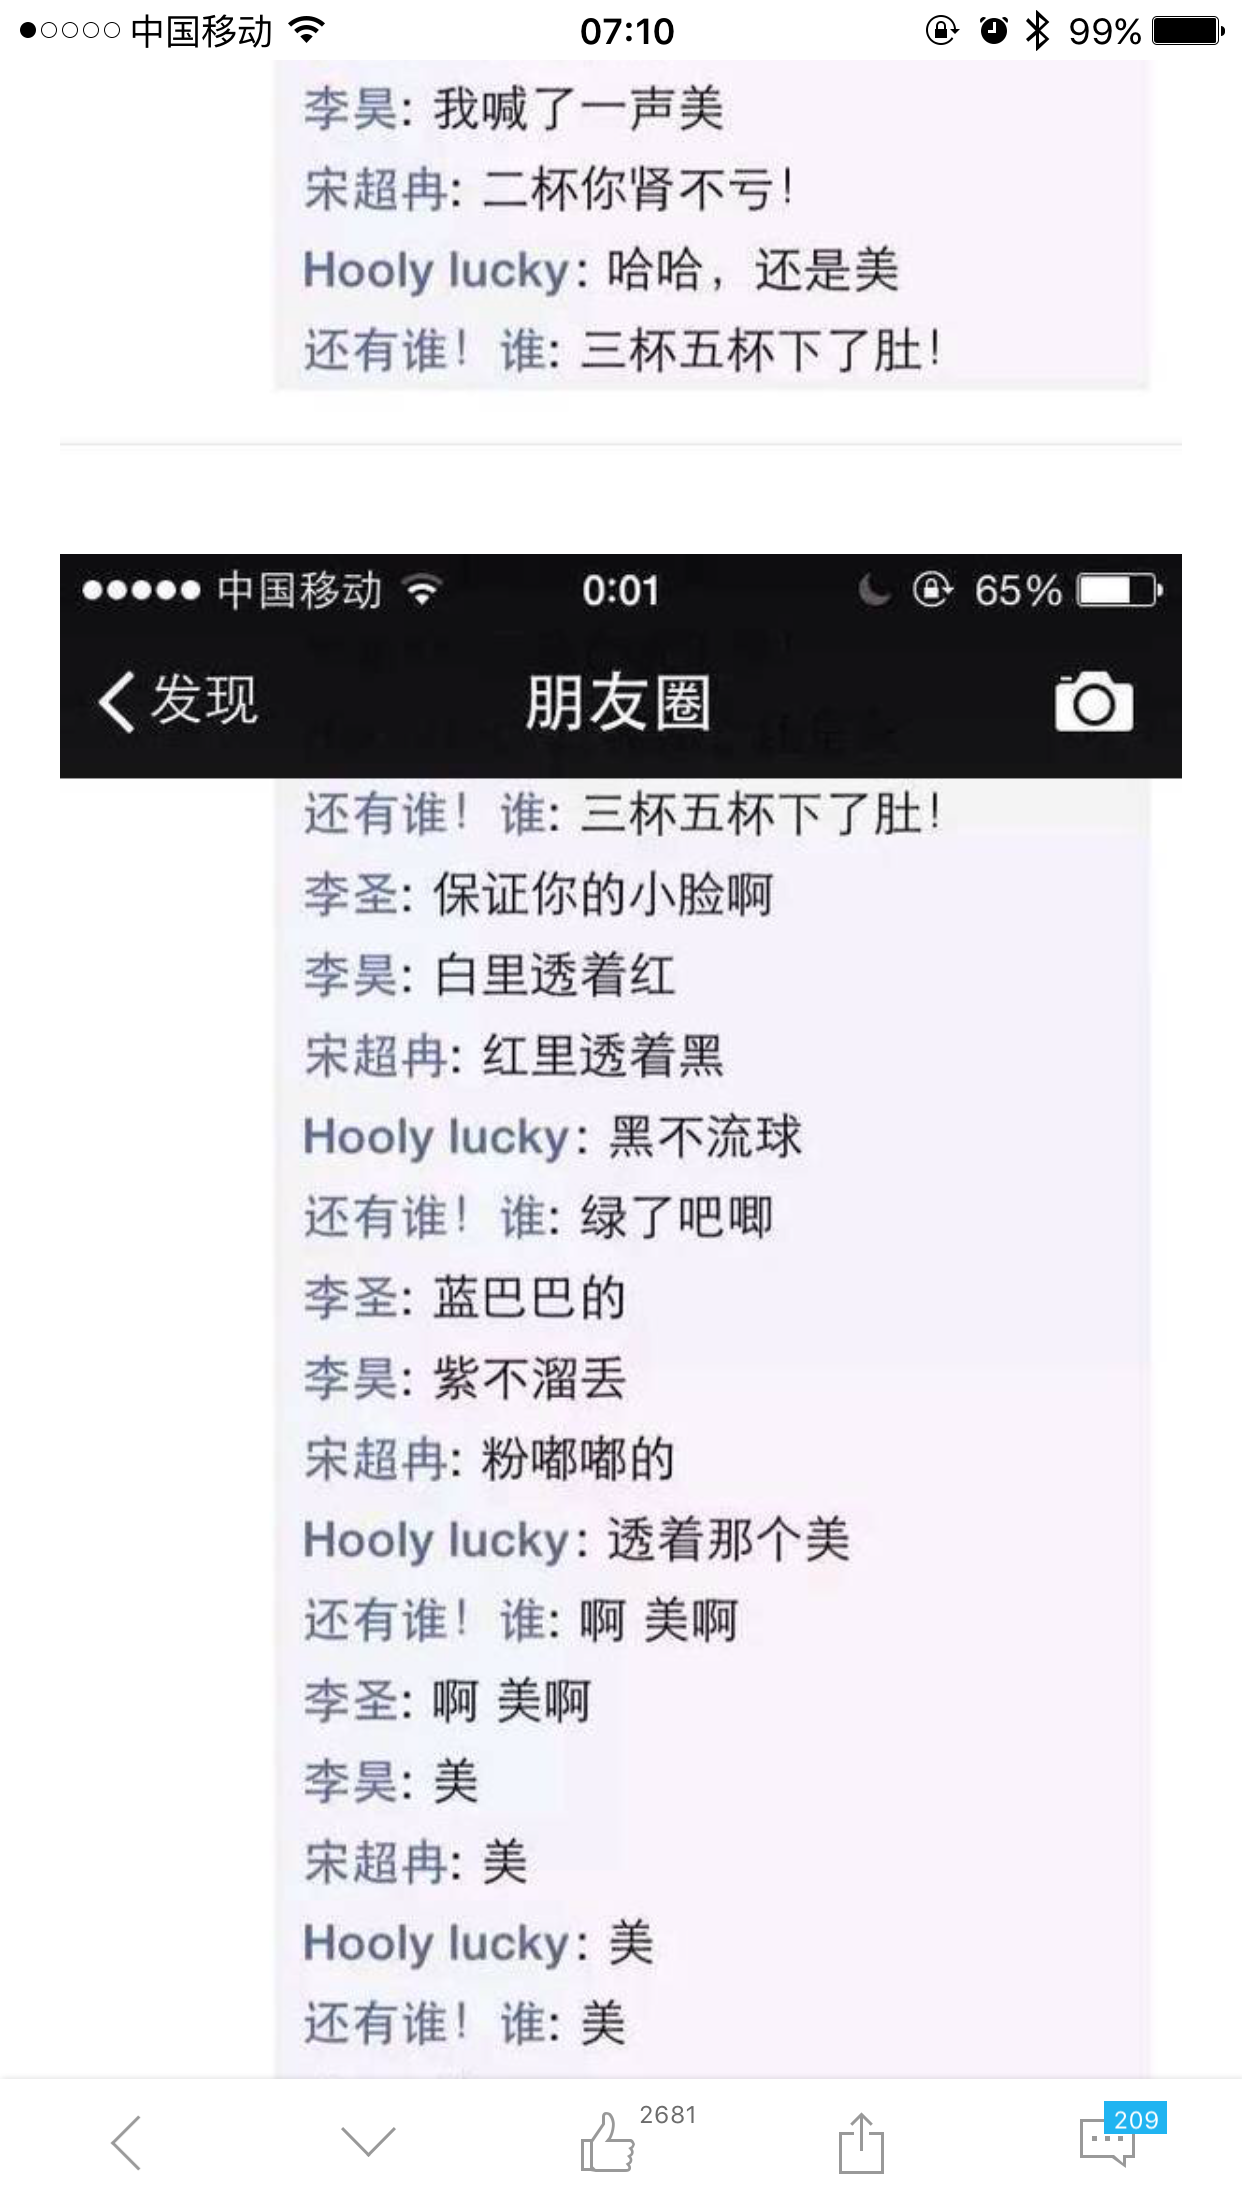 中国移动 07:10 99%
李昊: 我喊了一声美
宋超冉: 二杯你肾不亏！
Hooly lucky: 哈哈，还是美
还有谁！谁: 三杯五杯下了肚！
中国移动 0:01 65%
发现 朋友圈
还有谁！谁: 三杯五杯下了肚！
李圣: 保证你的小脸啊
李昊: 白里透着红
宋超冉: 红里透着黑
Hooly lucky: 黑不流球
还有谁！谁: 绿了吧唧
李圣: 蓝巴巴的
李昊: 紫不溜丢
宋超冉: 粉嘟嘟的
Hooly lucky: 透着那个美
还有谁！谁: 啊 美啊
李圣: 啊 美啊
李昊: 美
宋超冉: 美
Hooly lucky: 美
还有谁！谁: 美
2681
209